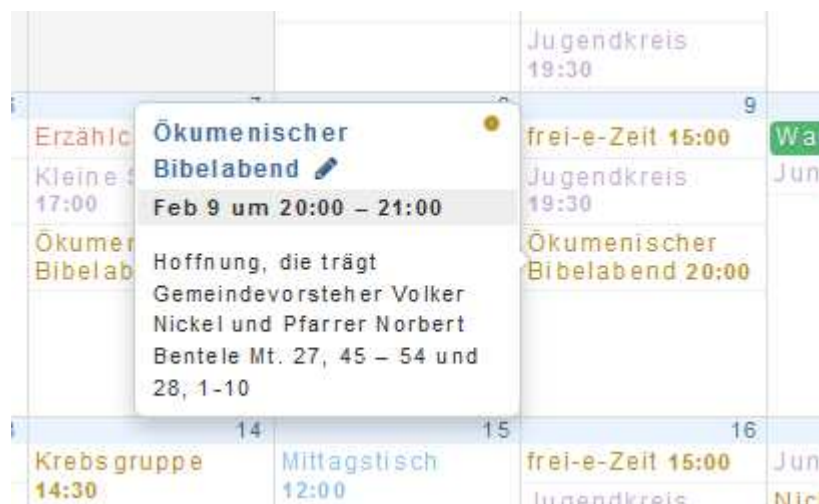 Jugendkreis
19:30
9
Erzählc
Kleine
17:00
Ökumer
Bibelab
Ökumenischer
Bibelabend
Feb 9 um 20:00 – 21:00
Hoffnung, die trägt
Gemeindevorsteher Volker
Nickel und Pfarrer Norbert
Bentele Mt. 27, 45 – 54 und
28, 1-10
frei-e-Zeit 15:00
Jugendkreis
19:30
Ökumenischer
Bibelabend 20:00
Wa
Jun
14
15
16
Krebsgruppe
14:30
Mittagstisch
12:00
frei-e-Zeit 15:00
Jugendkreis
Jun
Nic